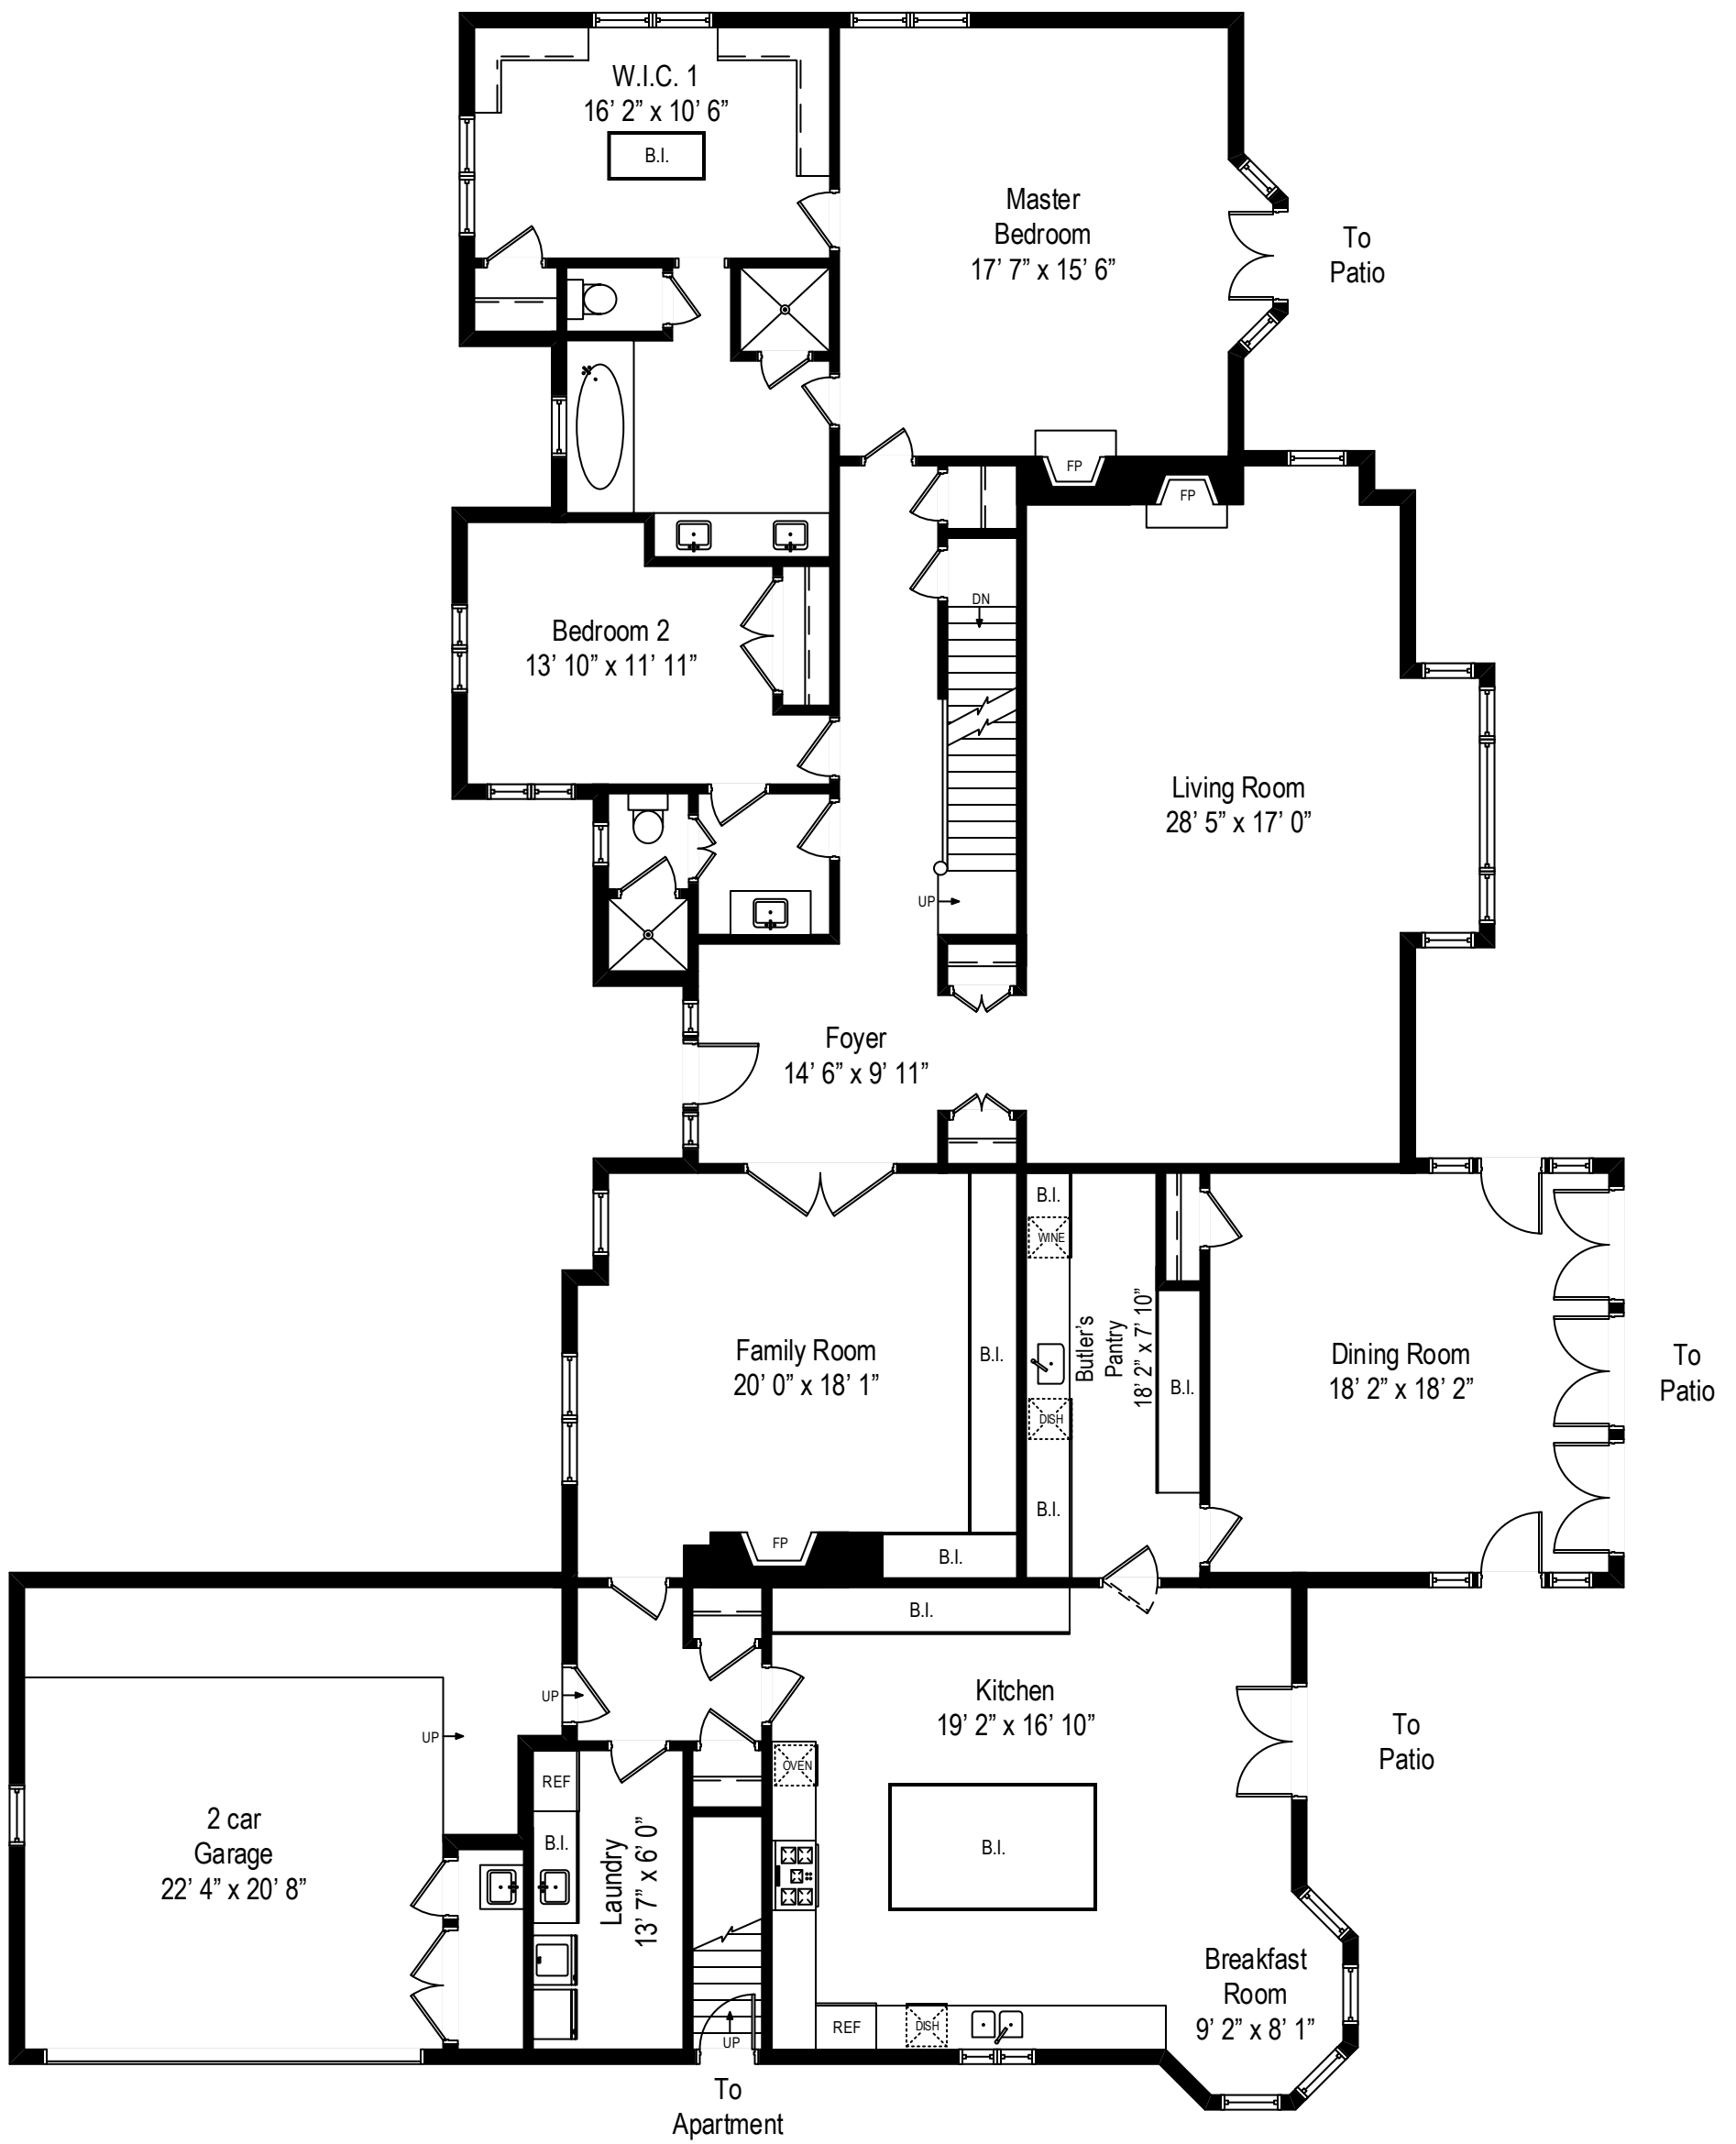 W.I.C. 1
16’ 2” x 10’ 6”
B.I.
Master
Bedroom
17’ 7” x 15’ 6”
To
Patio
FP
FP
DN
Bedroom 2
13’ 10” x 11’ 11”
Living Room
28’ 5” x 17’ 0”
UP
Foyer
14’ 6” x 9’ 11”
B.I.
WINE
Butler’s
Pantry
18’ 2” x 7’ 10”
B.I.
DISH
B.I.
Family Room
20’ 0” x 18’ 1”
B.I.
Dining Room
18’ 2” x 18’ 2”
To
Patio
FP
B.I.
B.I.
Kitchen
19’ 2” x 16’ 10”
To
Patio
UP
UP
OVEN
REF
B.I.
Laundry
13’ 7” x 6’ 0”
B.I.
2 car
Garage
22’ 4” x 20’ 8”
Breakfast
Room
9’ 2” x 8’ 1”
REF
DISH
UP
To
Apartment